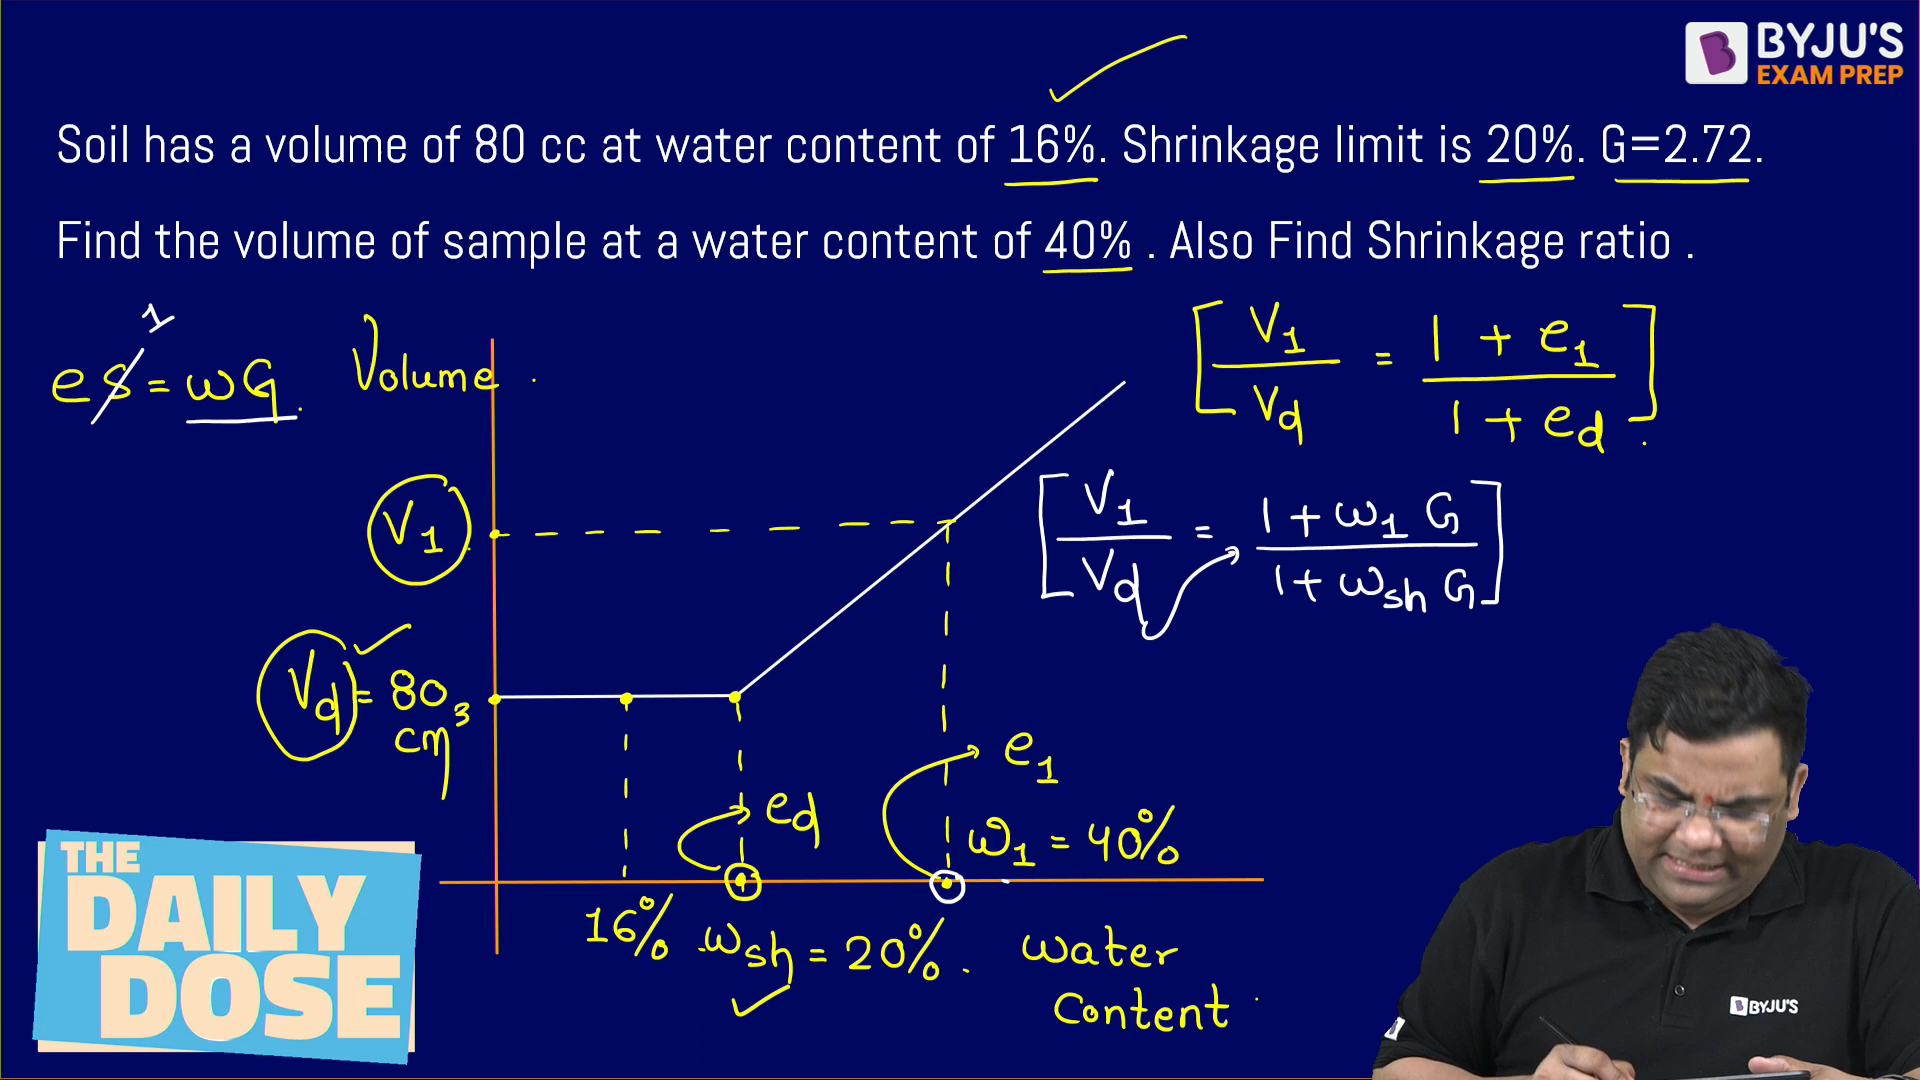 BYJU'S
EXAM PREP
Soil has a volume of 80 cc at water content of 16%. Shrinkage limit is 20%. G=2.72.
Find the volume of sample at a water content of 40% . Also Find Shrinkage ratio .
1
es = wG.
Volume
[V1/Vd = 1 + e1/1 + ed]
[V1/Vd = 1 + w1 G/1 + wsh G]
V1
Vd = 80 cm3
e1
ed
w1 = 40%
16%
wsh = 20%.
water
content
THE
DAILY
DOSE
BYJU'S